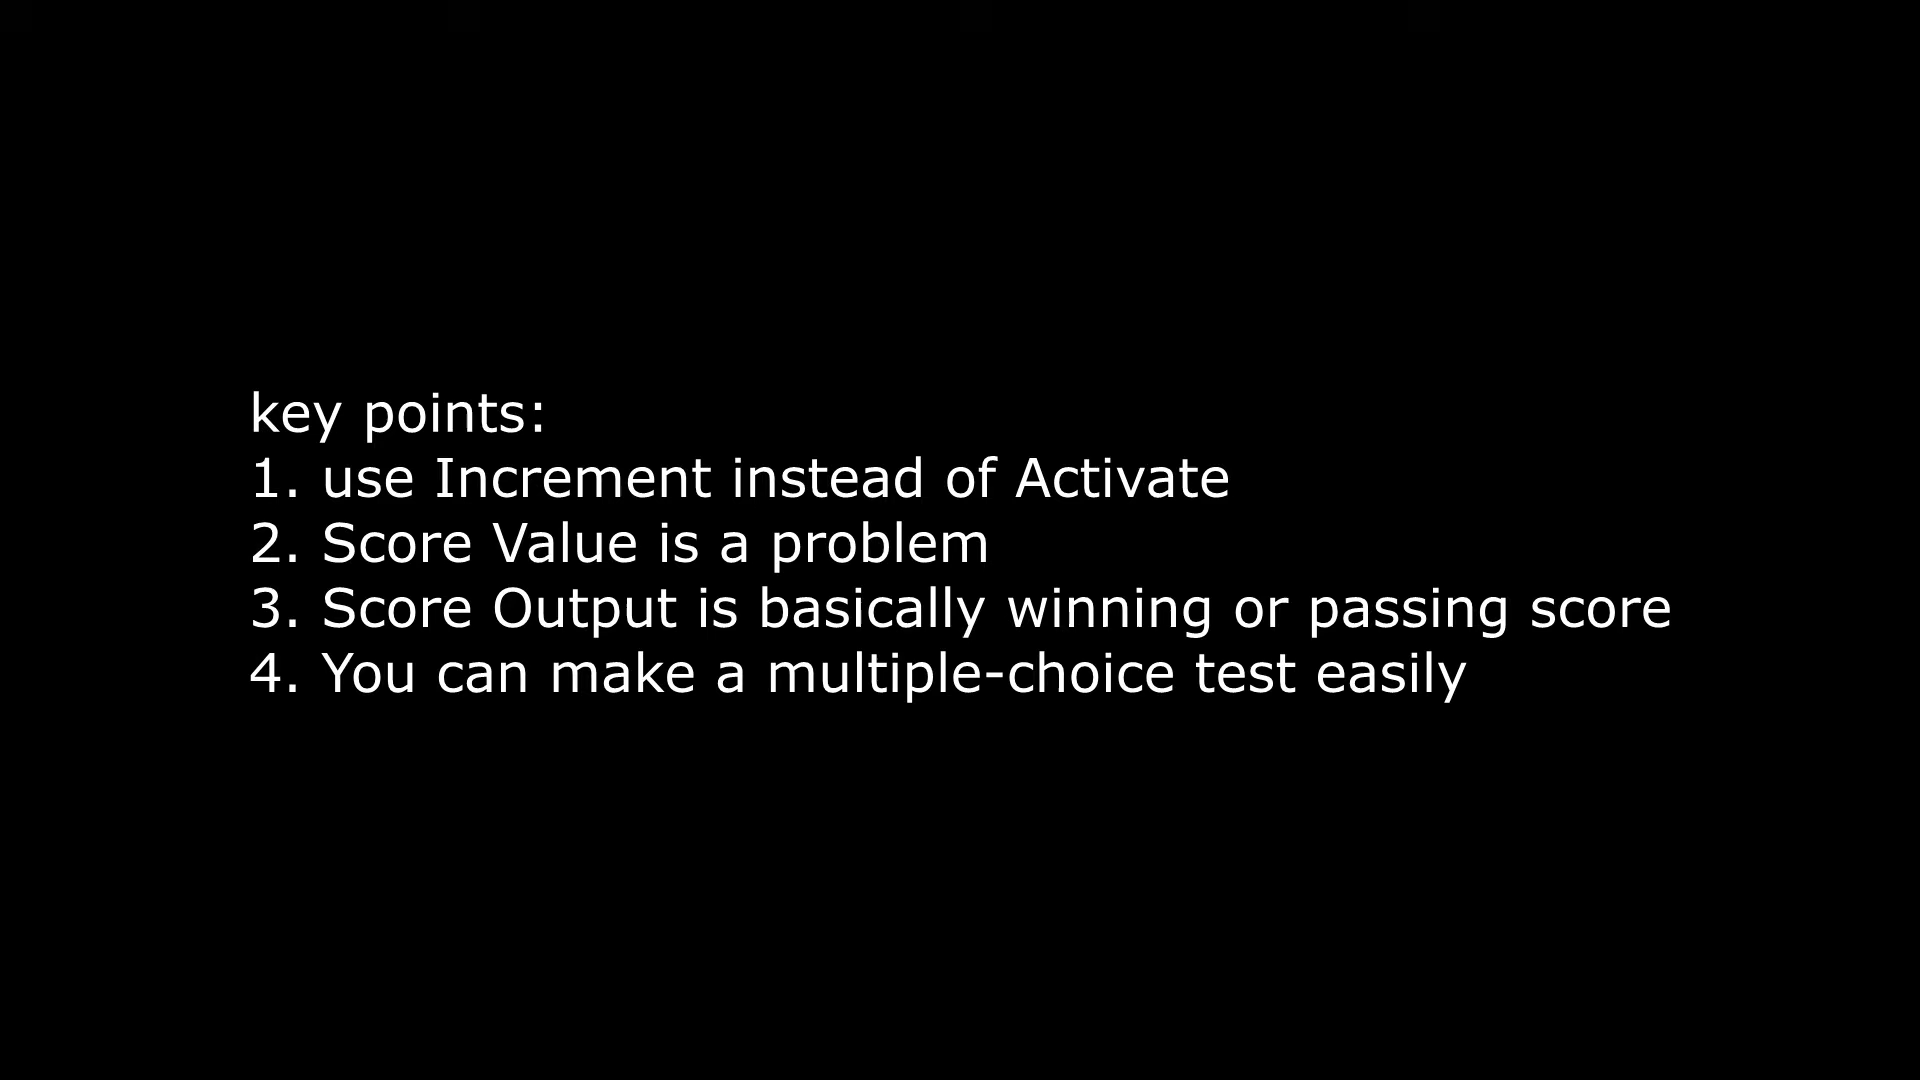 key points:
1. use Increment instead of Activate
2. Score Value is a problem
3. Score Output is basically winning or passing score
4. You can make a multiple-choice test easily